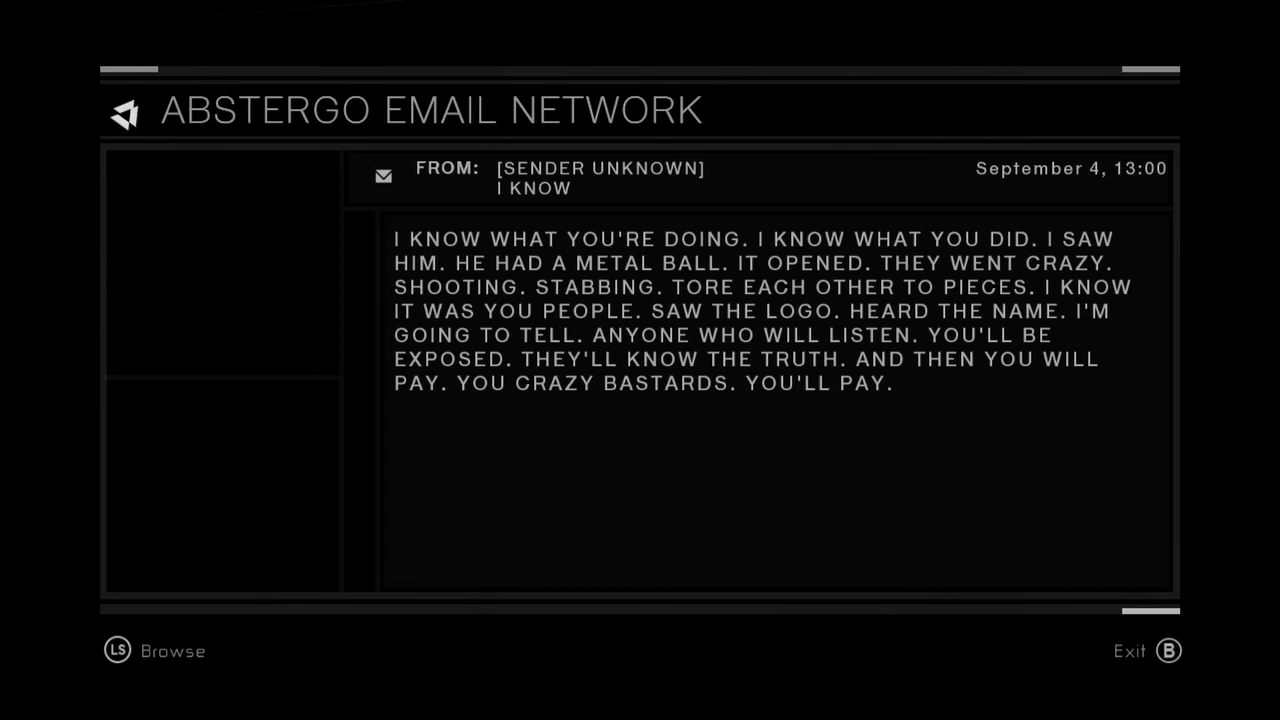 ABSTERGO EMAIL NETWORK
FROM: [SENDER UNKNOWN] September 4, 13:00
I KNOW
I KNOW WHAT YOU'RE DOING. I KNOW WHAT YOU DID. I SAW
HIM. HE HAD A METAL BALL. IT OPENED. THEY WENT CRAZY.
SHOOTING. STABBING. TORE EACH OTHER TO PIECES. I KNOW
IT WAS YOU PEOPLE. SAW THE LOGO. HEARD THE NAME. I'M
GOING TO TELL. ANYONE WHO WILL LISTEN. YOU'LL BE
EXPOSED. THEY'LL KNOW THE TRUTH. AND THEN YOU WILL
PAY. YOU CRAZY BASTARDS. YOU'LL PAY.
LS Browse
Exit B